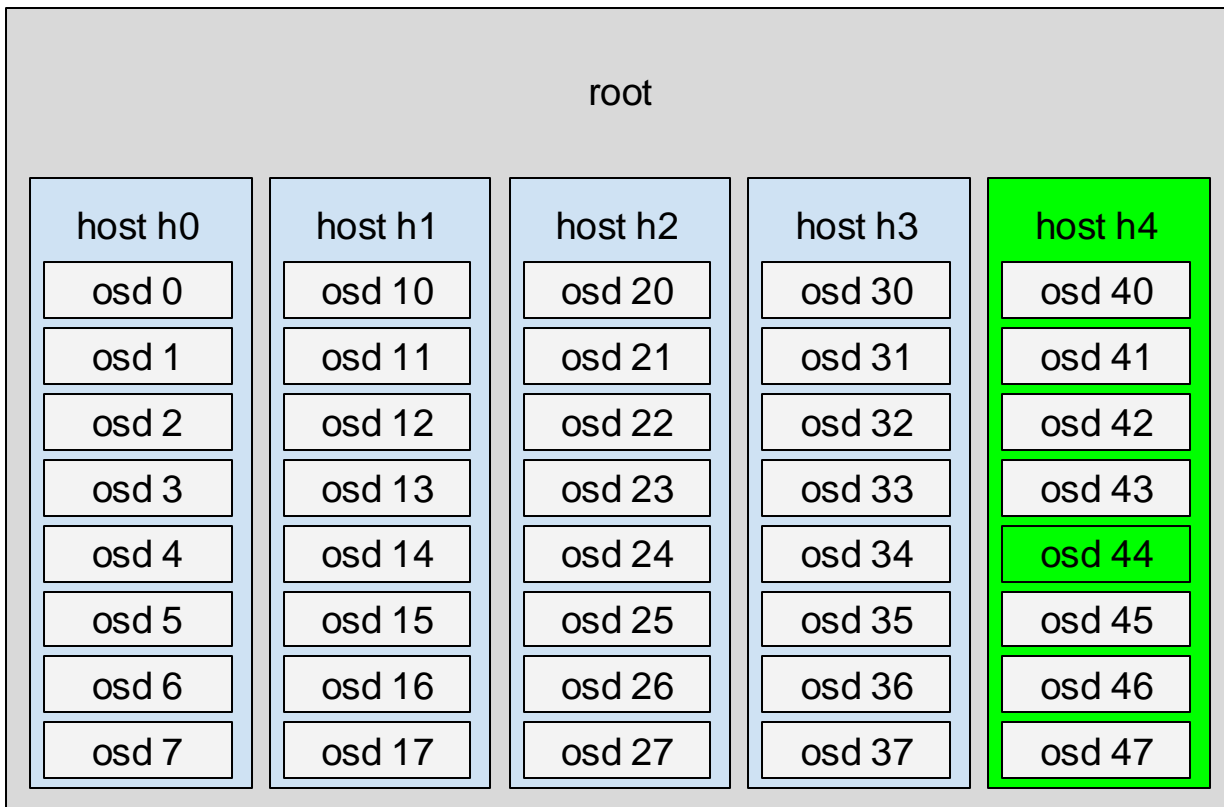 root
host h0
osd 0
osd 1
osd 2
osd 3
osd 4
osd 5
osd 6
osd 7
host h1
osd 10
osd 11
osd 12
osd 13
osd 14
osd 15
osd 16
osd 17
host h2
osd 20
osd 21
osd 22
osd 23
osd 24
osd 25
osd 26
osd 27
host h3
osd 30
osd 31
osd 32
osd 33
osd 34
osd 35
osd 36
osd 37
host h4
osd 40
osd 41
osd 42
osd 43
osd 44
osd 45
osd 46
osd 47